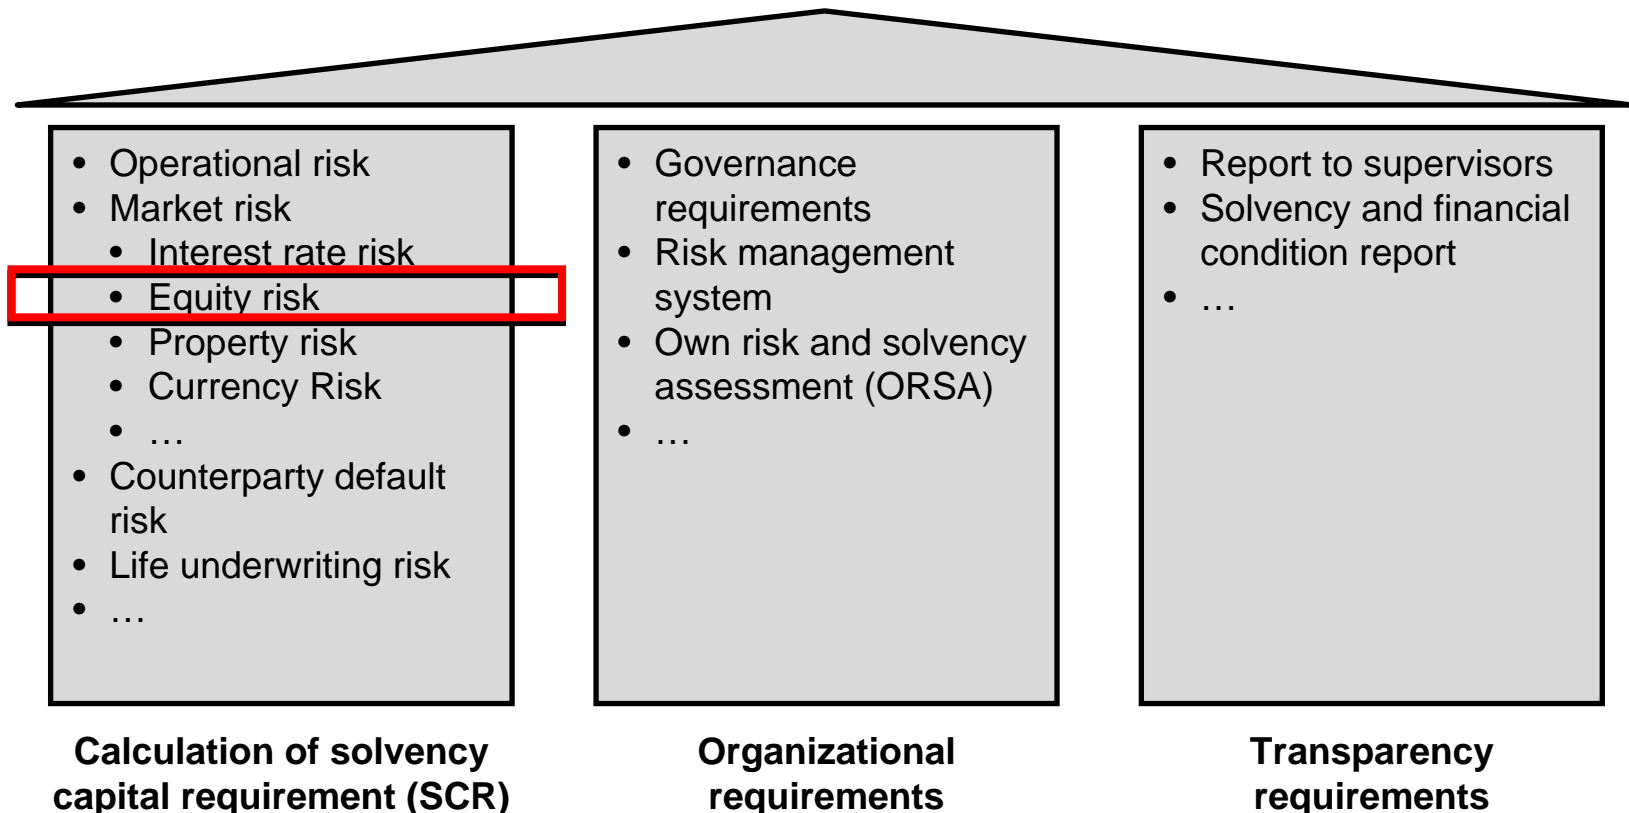 • Operational risk
• Market risk
• Interest rate risk
• Equity risk
• Property risk
• Currency Risk
• …
• Counterparty default
risk
• Life underwriting risk
• …
Calculation of solvency
capital requirement (SCR)
• Governance
requirements
• Risk management
system
• Own risk and solvency
assessment (ORSA)
• …
Organizational
requirements
• Report to supervisors
• Solvency and financial
condition report
• …
Transparency
requirements